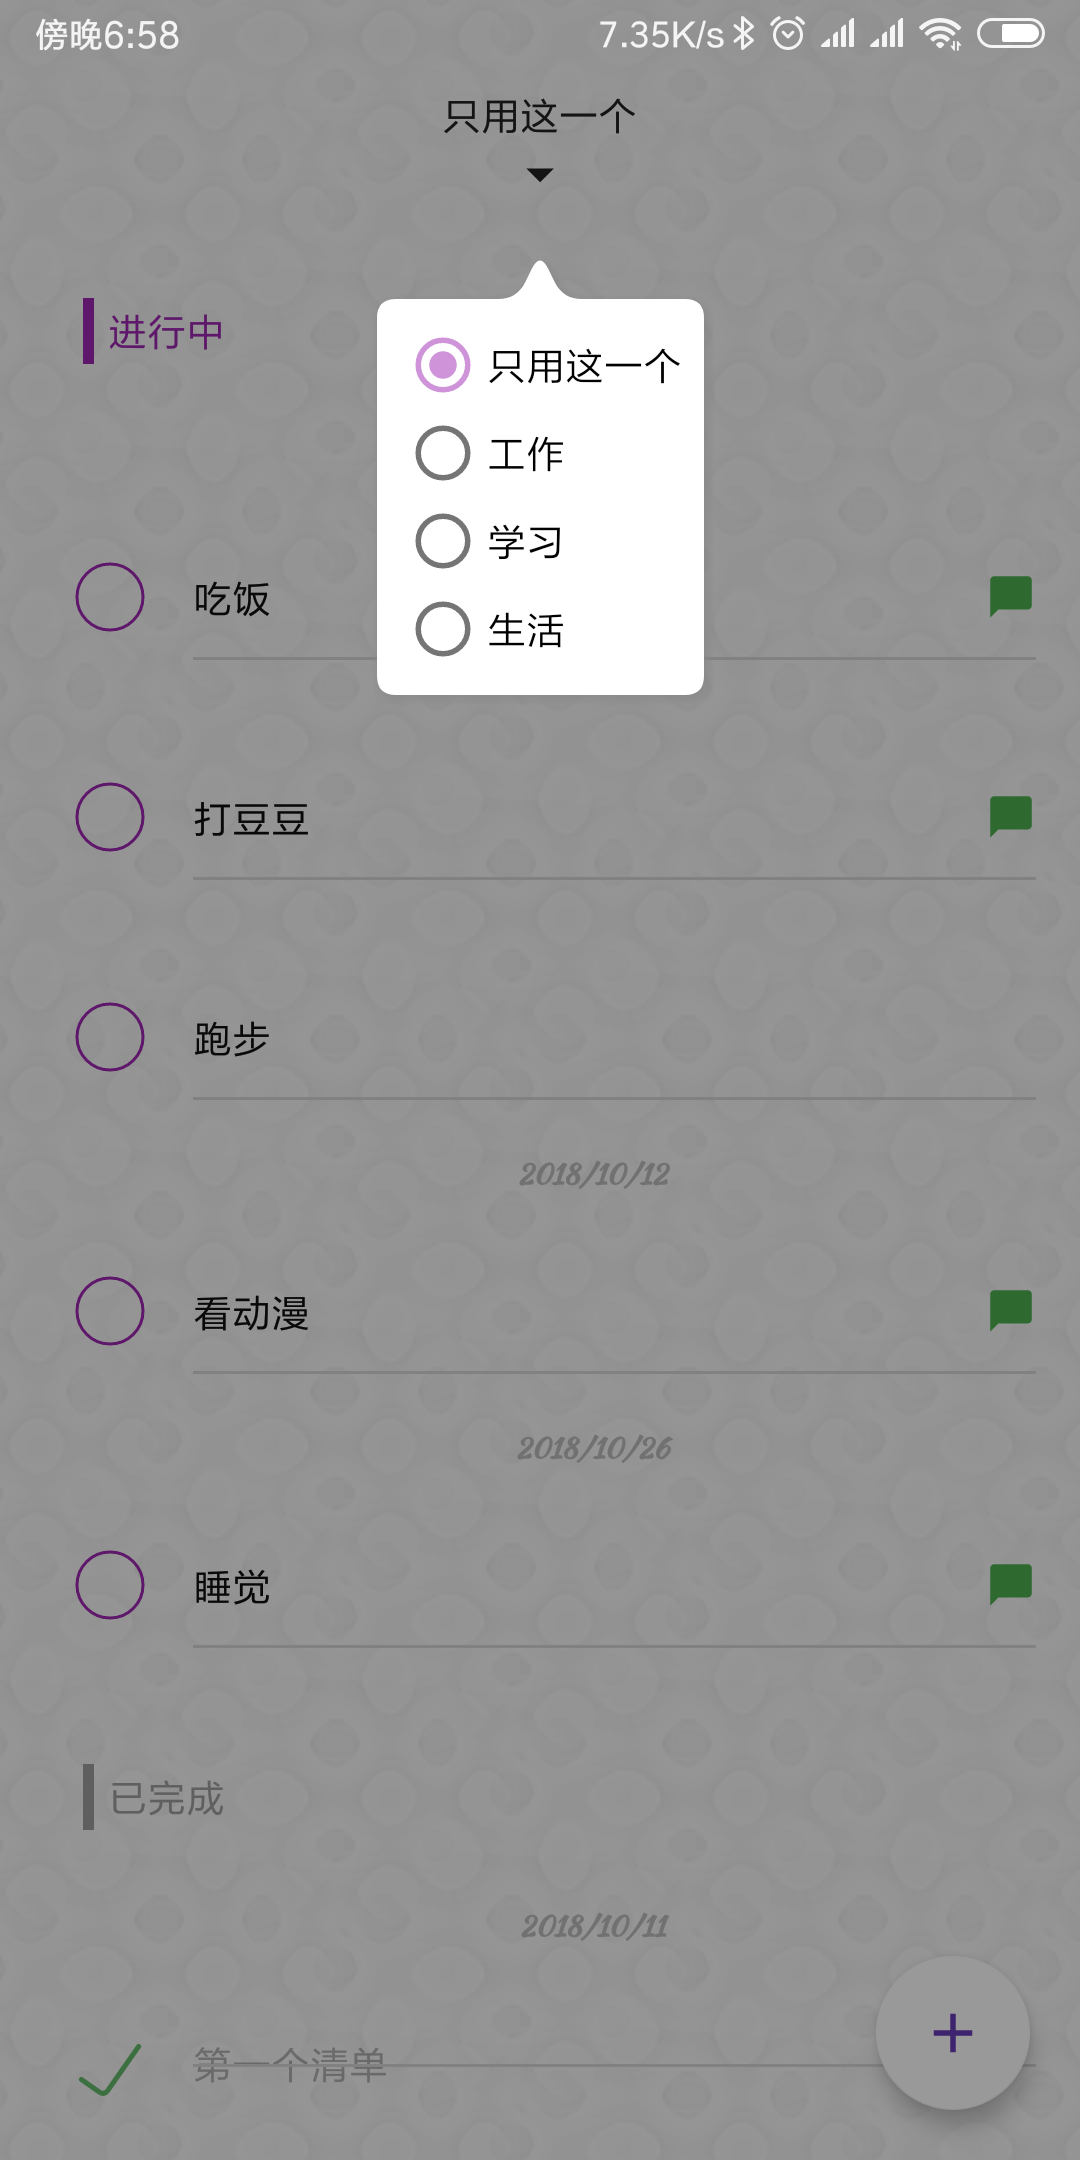 傍晚6:58 7.35K/s
只用这一个
进行中
只用这一个
工作
学习
生活
吃饭
打豆豆
跑步
2018/10/12
看动漫
2018/10/26
睡觉
已完成
2018/10/11
第一个清单